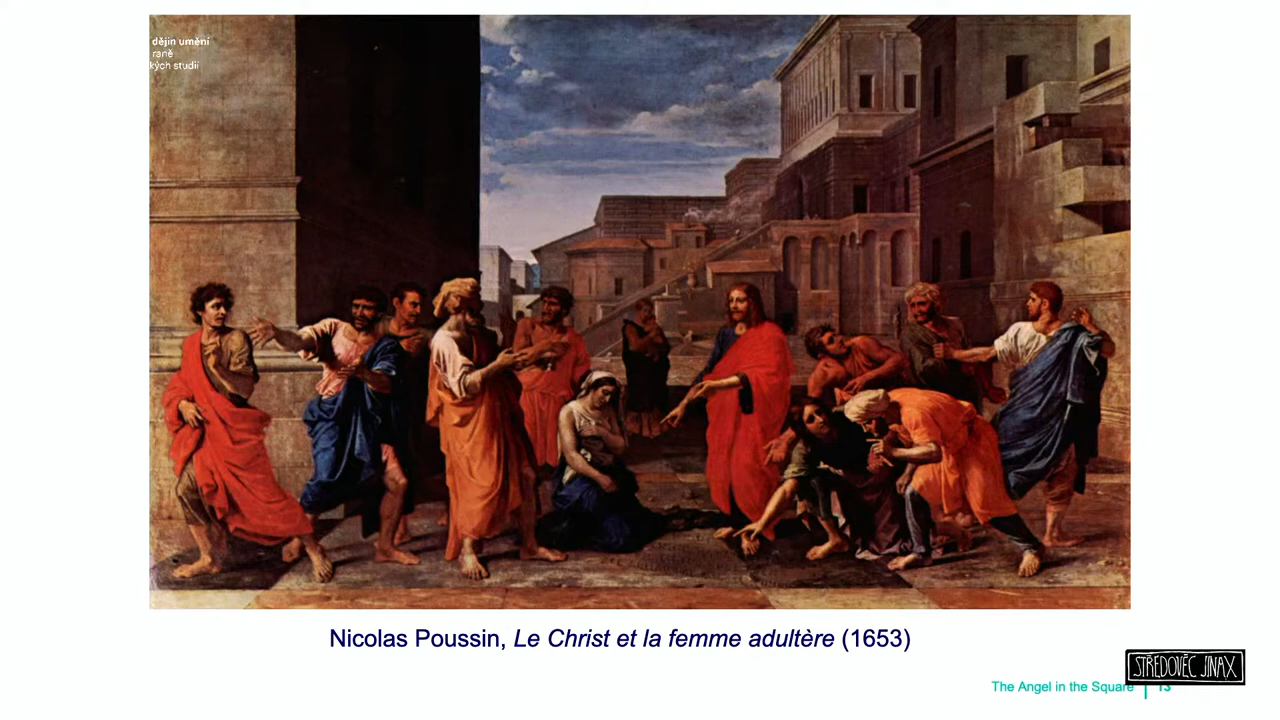 dějin umění
raně
kých studií
Nicolas Poussin, Le Christ et la femme adultère (1653)
STŘEDOVĚC JINAX
The Angel in the Square | 13